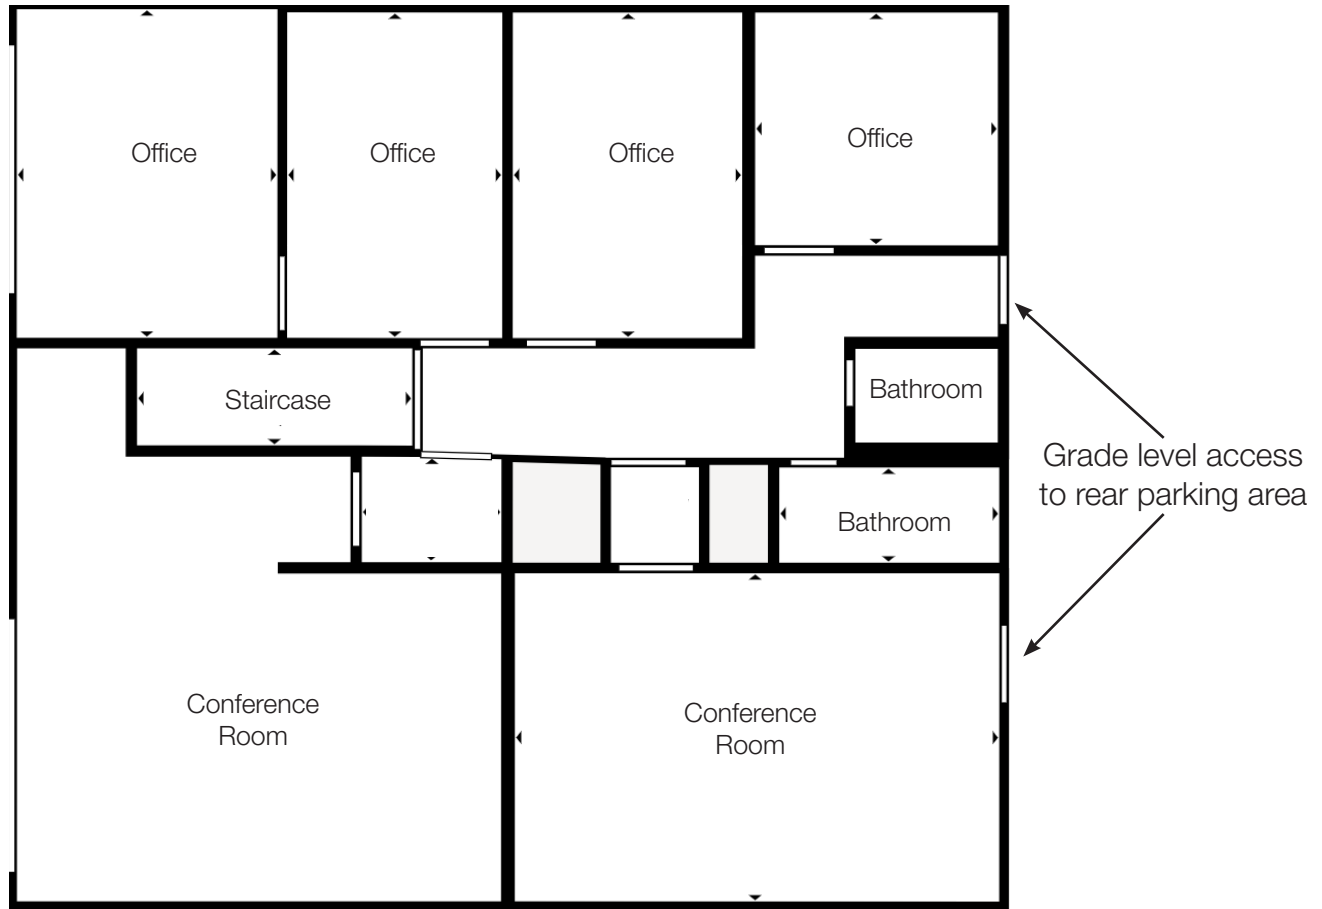 Office
Office
Office
Office
Staircase
Bathroom
Grade level access
to rear parking area
Bathroom
Conference
Room
Conference
Room